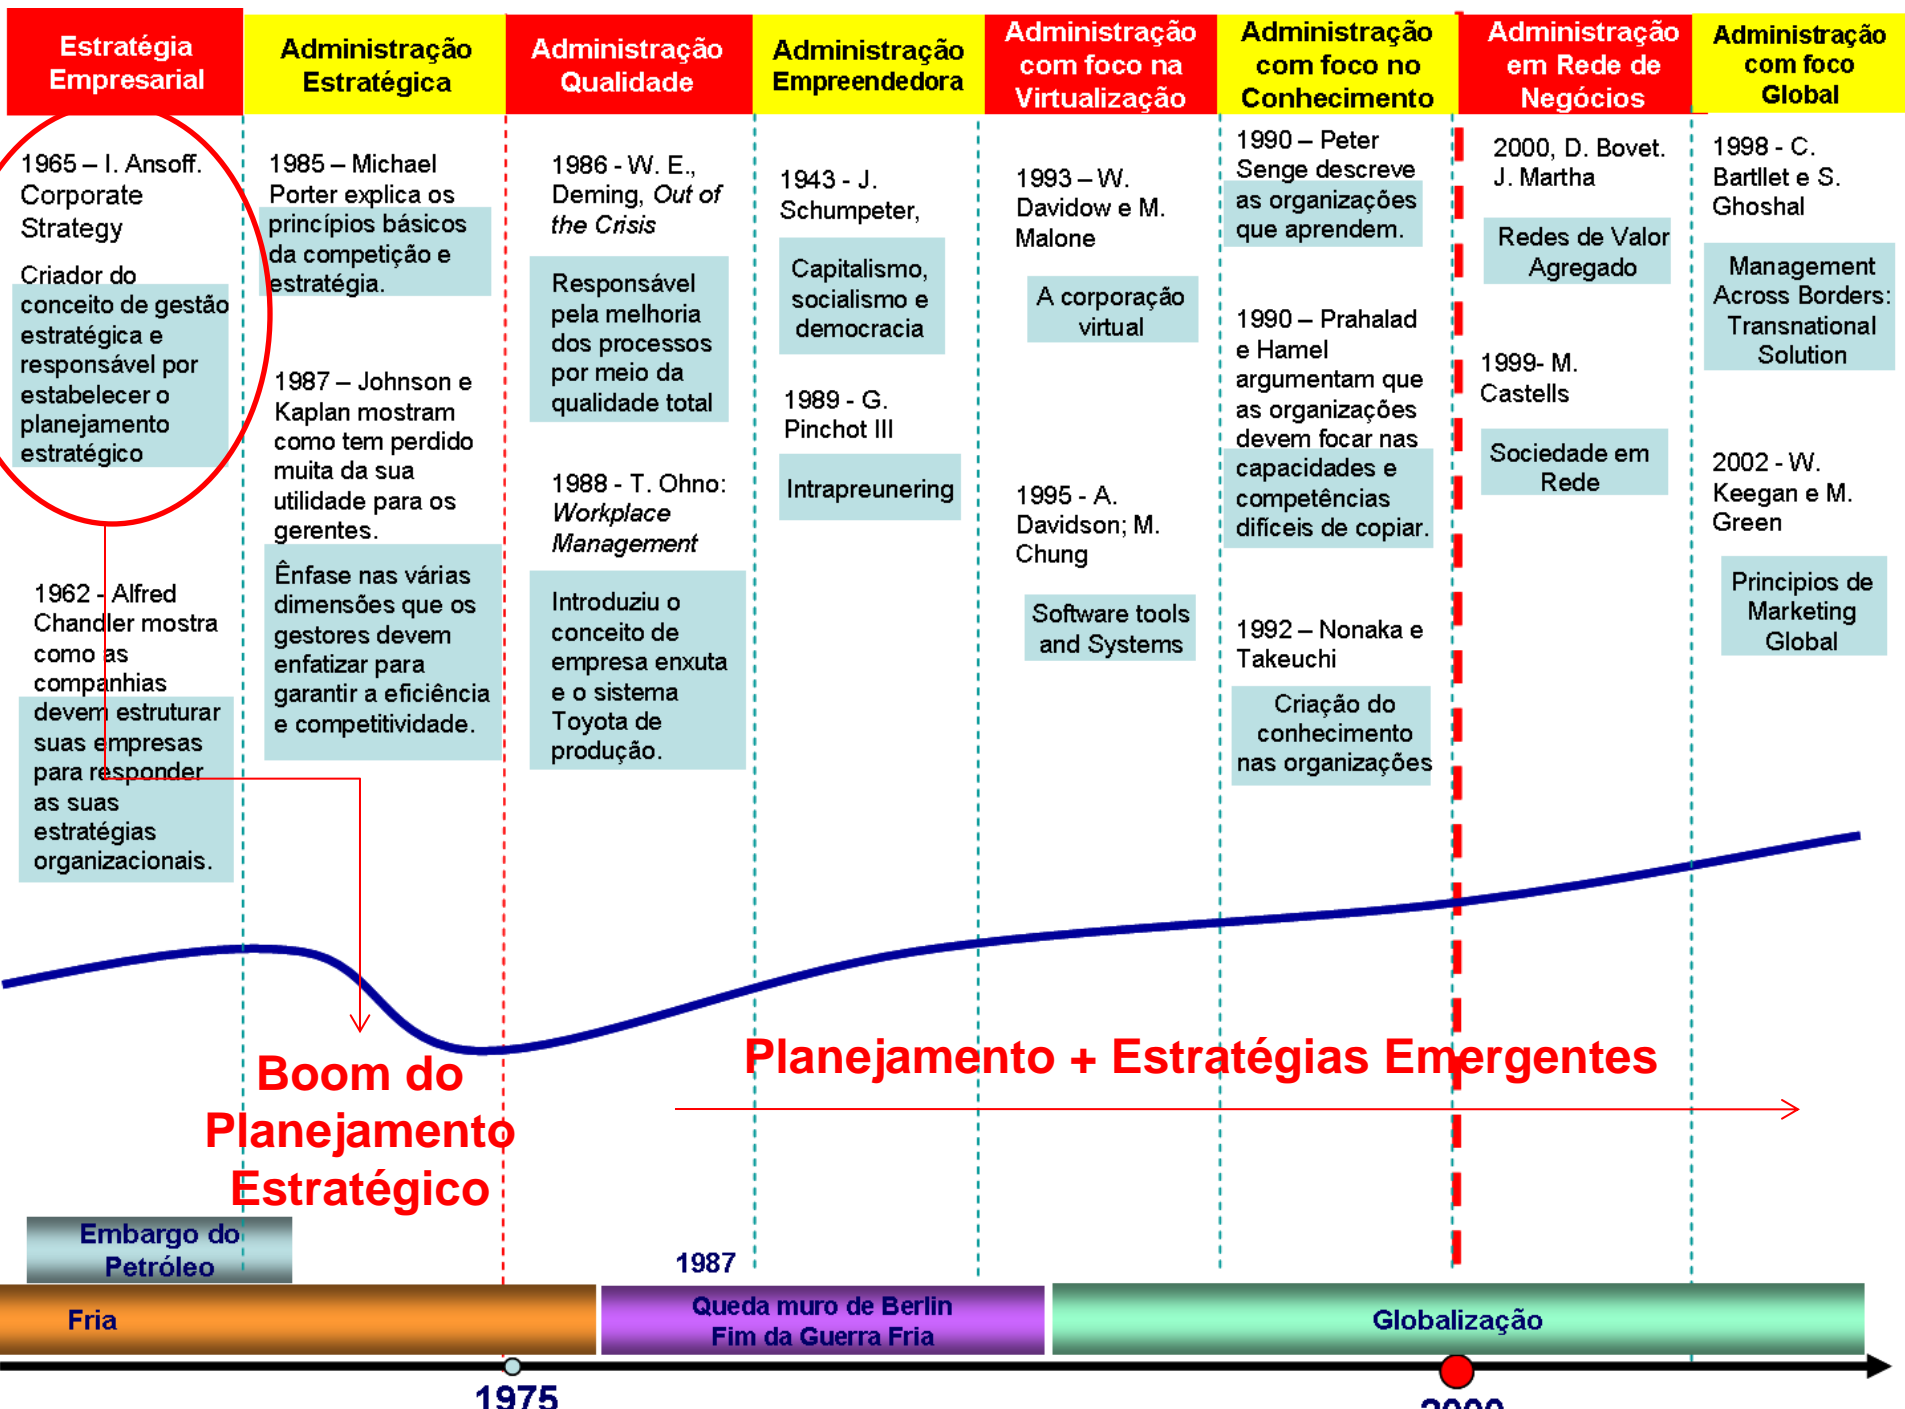 Estratégia
Empresarial
Administração
Estratégica
Administração
Qualidade
Administração
Empreendedora
Administração
com foco na
Virtualização
Administração
com foco no
Conhecimento
Administração
em Rede de
Negócios
Administração
com foco
Global
1965 – I. Ansoff.
Corporate
Strategy
Criador do
conceito de gestão
estratégica e
responsável por
estabelecer o
planejamento
estratégico
1962 - Alfred
Chandler mostra
como as
companhias
devem estruturar
suas empresas
para responder
as suas
estratégias
organizacionais.
1985 – Michael
Porter explica os
princípios básicos
da competição e
estratégia.
1987 – Johnson e
Kaplan mostram
como tem perdido
muita da sua
utilidade para os
gerentes.
Ênfase nas várias
dimensões que os
gestores devem
enfatizar para
garantir a eficiência
e competitividade.
1986 - W. E.,
Deming, Out of
the Crisis
Responsável
pela melhoria
dos processos
por meio da
qualidade total
1988 - T. Ohno:
Workplace
Management
Introduziu o
conceito de
empresa enxuta
e o sistema
Toyota de
produção.
1943 - J.
Schumpeter,
Capitalismo,
socialismo e
democracia
1989 - G.
Pinchot III
Intrapreunering
1993 – W.
Davidow e M.
Malone
A corporação
virtual
1995 - A.
Davidson; M.
Chung
Software tools
and Systems
1990 – Peter
Senge descreve
as organizações
que aprendem.
1990 – Prahalad
e Hamel
argumentam que
as organizações
devem focar nas
capacidades e
competências
difíceis de copiar.
1992 – Nonaka e
Takeuchi
Criação do
conhecimento
nas organizações
2000, D. Bovet.
J. Martha
Redes de Valor
Agregado
1999- M.
Castells
Sociedade em
Rede
1998 - C.
Bartllet e S.
Ghoshal
Management
Across Borders:
Transnational
Solution
2002 - W.
Keegan e M.
Green
Principios de
Marketing
Global
Boom do
Planejamento
Estratégico
Planejamento + Estratégias Emergentes
Embargo do
Petróleo
1987
Fria
Queda muro de Berlin
Fim da Guerra Fria
Globalização
1975
2000